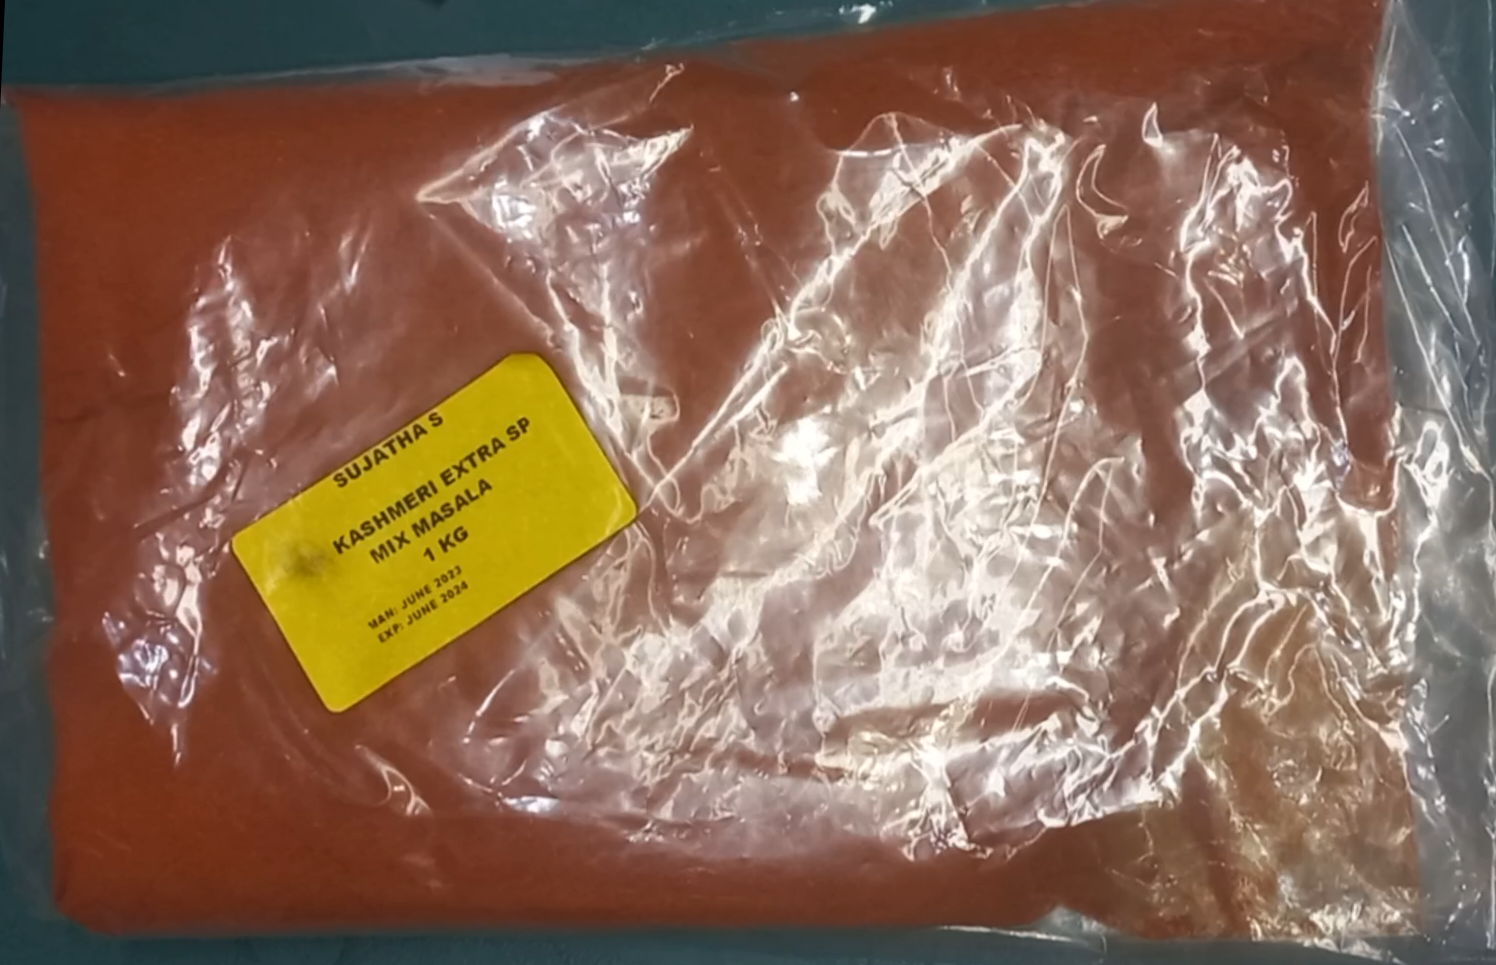 SUJATHA S
KASHMERI EXTRA SP
MIX MASALA
1 KG
MAN: JUNE 2023
EXP: JUNE 2024